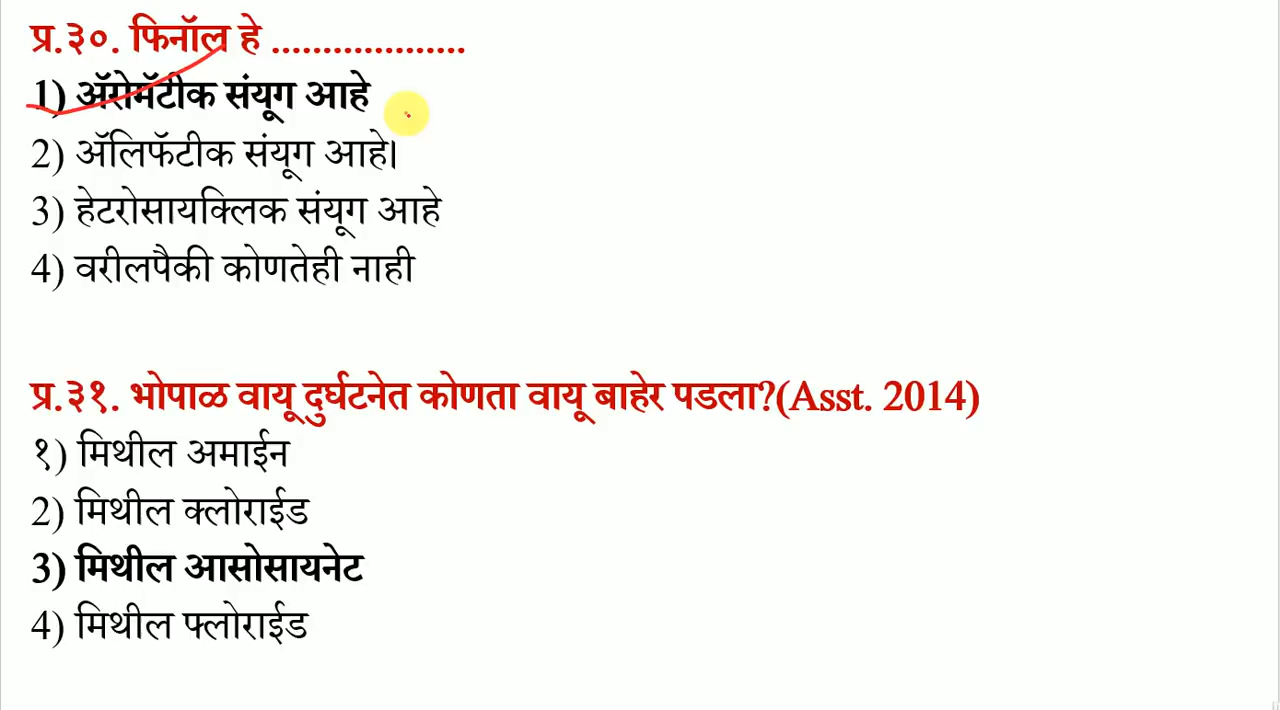 प्र.३०. फिनॉल हे ...................
1) ॲरोमॅटीक संयूग आहे
2) ॲलिफॅटीक संयूग आहे।
3) हेटरोसायक्लिक संयूग आहे
4) वरीलपैकी कोणतेही नाही
प्र.३१. भोपाळ वायू दुर्घटनेत कोणता वायू बाहेर पडला?(Asst. 2014)
१) मिथील अमाईन
2) मिथील क्लोराईड
3) मिथील आसोसायनेट
4) मिथील फ्लोराईड